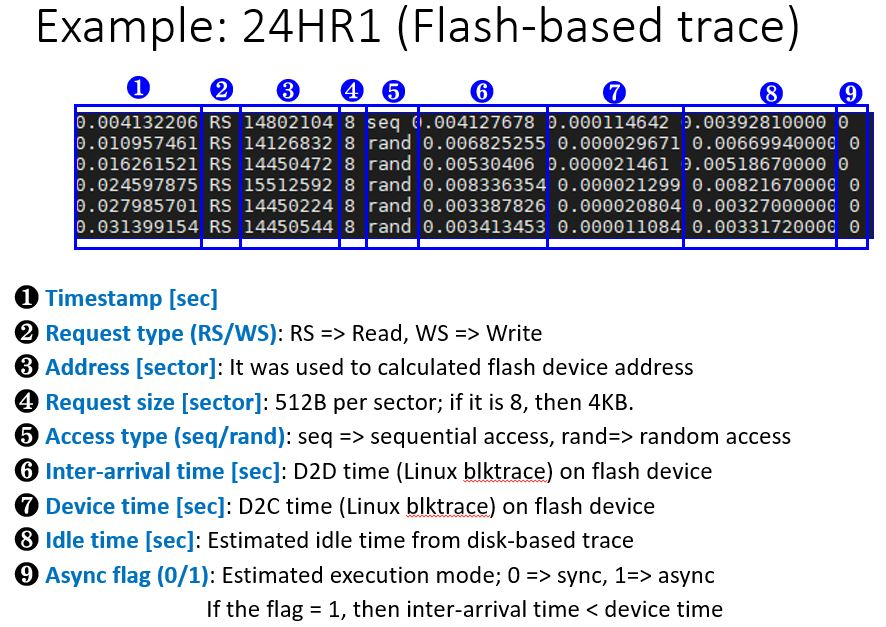 Example: 24HR1 (Flash-based trace)
❶ ❷ ❸ ❹ ❺ ❻ ❼ ❽ ❾
0.004132206 RS 14802104 8 seq 0.004127678 0.000114642 0.00392810000 0
0.010957461 RS 14126832 8 rand 0.006825255 0.000029671 0.00669940000 0
0.016261521 RS 14450472 8 rand 0.00530406 0.000021461 0.00518670000 0
0.024597875 RS 15512592 8 rand 0.008336354 0.000021299 0.00821670000 0
0.027985701 RS 14450224 8 rand 0.003387826 0.000020804 0.00327000000 0
0.031399154 RS 14450544 8 rand 0.003413453 0.000011084 0.00331720000 0
❶ Timestamp [sec]
❷ Request type (RS/WS): RS => Read, WS => Write
❸ Address [sector]: It was used to calculated flash device address
❹ Request size [sector]: 512B per sector; if it is 8, then 4KB.
❺ Access type (seq/rand): seq => sequential access, rand=> random access
❻ Inter-arrival time [sec]: D2D time (Linux blktrace) on flash device
❼ Device time [sec]: D2C time (Linux blktrace) on flash device
❽ Idle time [sec]: Estimated idle time from disk-based trace
❾ Async flag (0/1): Estimated execution mode; 0 => sync, 1=> async
If the flag = 1, then inter-arrival time < device time